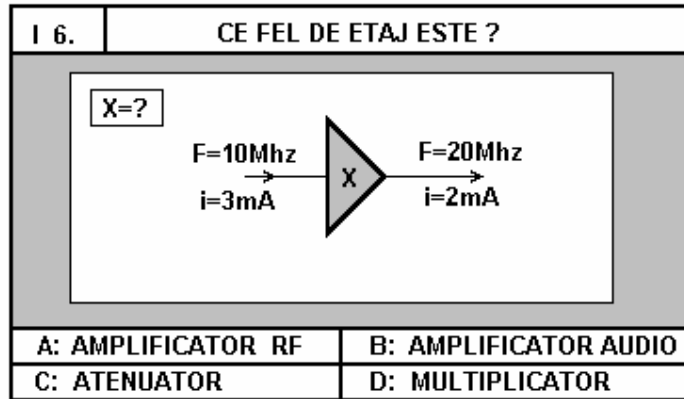 I 6. CE FEL DE ETAJ ESTE ?
X=?
F=10Mhz F=20Mhz
X
i=3mA i=2mA
A: AMPLIFICATOR RF B: AMPLIFICATOR AUDIO
C: ATENUATOR D: MULTIPLICATOR